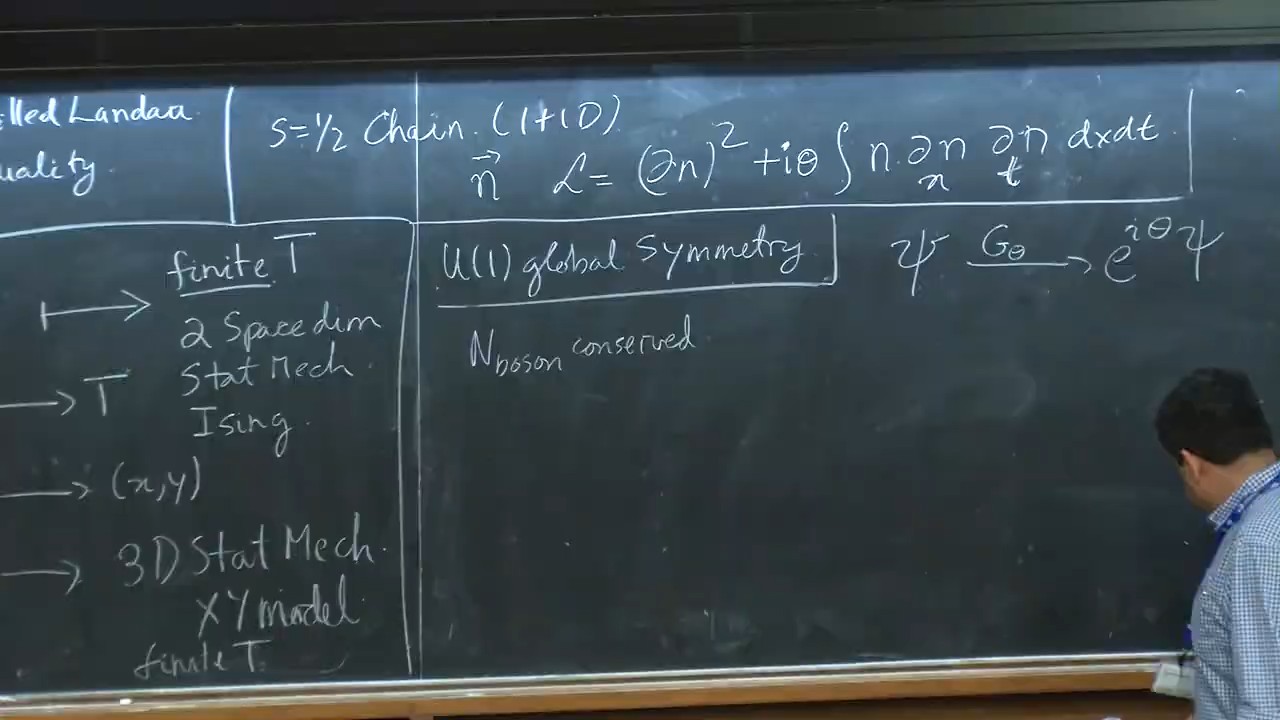 lled Landau
uality
S=1/2 Chain. (1+1D)
\vec{n} ℒ = (∂n)² + iθ ∫ n ∂n/x ∂n/t dxdt
finite T
2 Space dim
Stat Mech.
Ising.
→ T
→ (x,y)
→ 3D Stat Mech.
XY model
finite T.
U(1) global Symmetry
ψ G_θ → e^{iθ} ψ
N_boson conserved